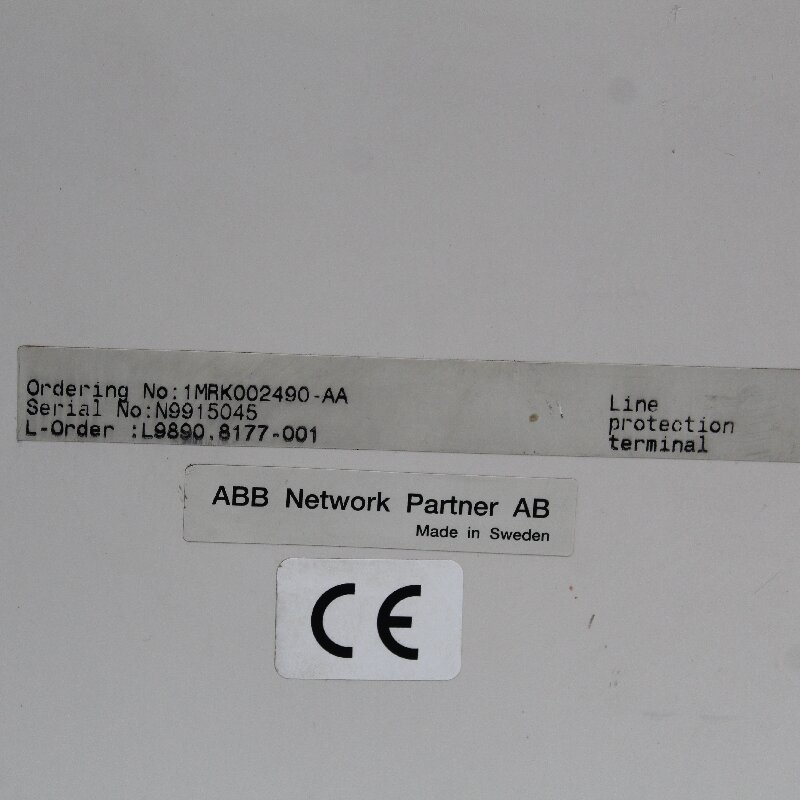 Ordering No:1MRK002490-AA
Serial No:N9915045
L-Order :L9890.8177-001
Line
protection
terminal
ABB Network Partner AB
Made in Sweden
CE